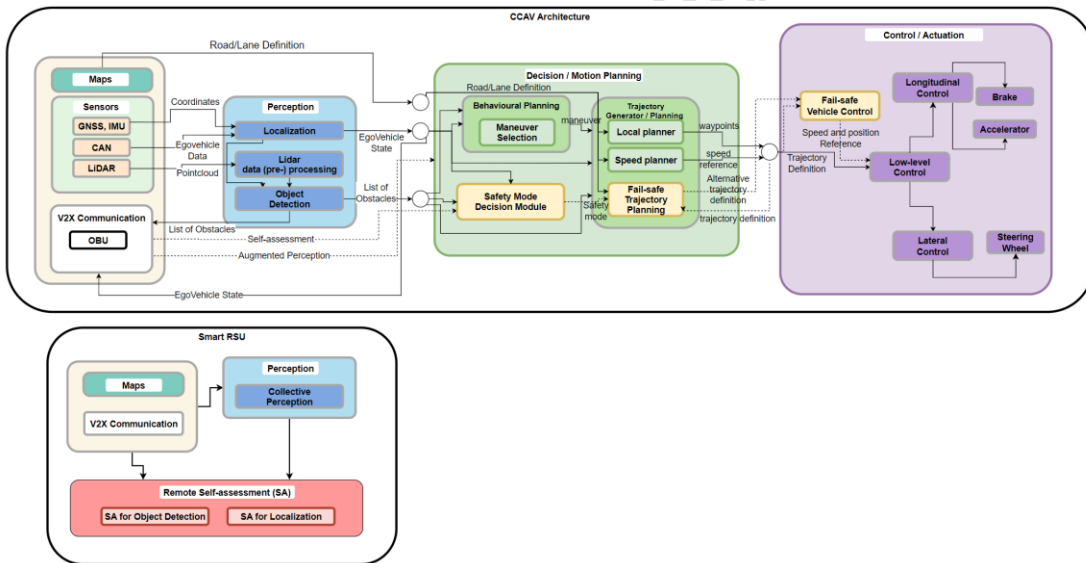 CCAV Architecture
Road/Lane Definition
Maps
Sensors
GNSS, IMU
CAN
LiDAR
Coordinates
Egovehicle
Data
Pointcloud
Perception
Localization
Lidar
data (pre-) processing
Object
Detection
EgoVehicle
State
List of
Obstacles
V2X Communication
OBU
List of Obstacles
Self-assessment
Augmented Perception
EgoVehicle State
Decision / Motion Planning
Road/Lane Definition
Behavioural Planning
Maneuver
Selection
maneuver
Trajectory
Generator / Planning
Local planner
Speed planner
Safety Mode
Decision Module
Safety
mode
Fail-safe
Trajectory
Planning
waypoints
speed
reference
Alternative
trajectory
definition
trajectory definition
Trajectory
Definition
Control / Actuation
Fail-safe
Vehicle Control
Speed and position
Reference
Longitudinal
Control
Brake
Accelerator
Low-level
Control
Lateral
Control
Steering
Wheel
Smart RSU
Maps
V2X Communication
Perception
Collective
Perception
Remote Self-assessment (SA)
SA for Object Detection
SA for Localization